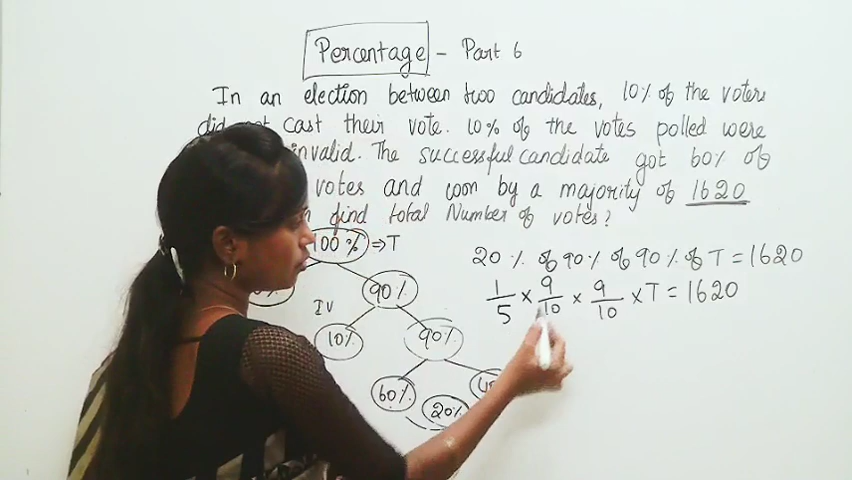 Percentage - Part 6
In an election between two candidates, 10% of the voters
did cast their vote. 10% of the votes polled were
invalid. The successful candidate got 60% of
votes and won by a majority of 1620
find total Number of votes?
100% ⇒ T
20% of 90% of 90% of T = 1620
90%
1/5 × 9/10 × 9/10 × T = 1620
IV
10%
90%
60%
20%